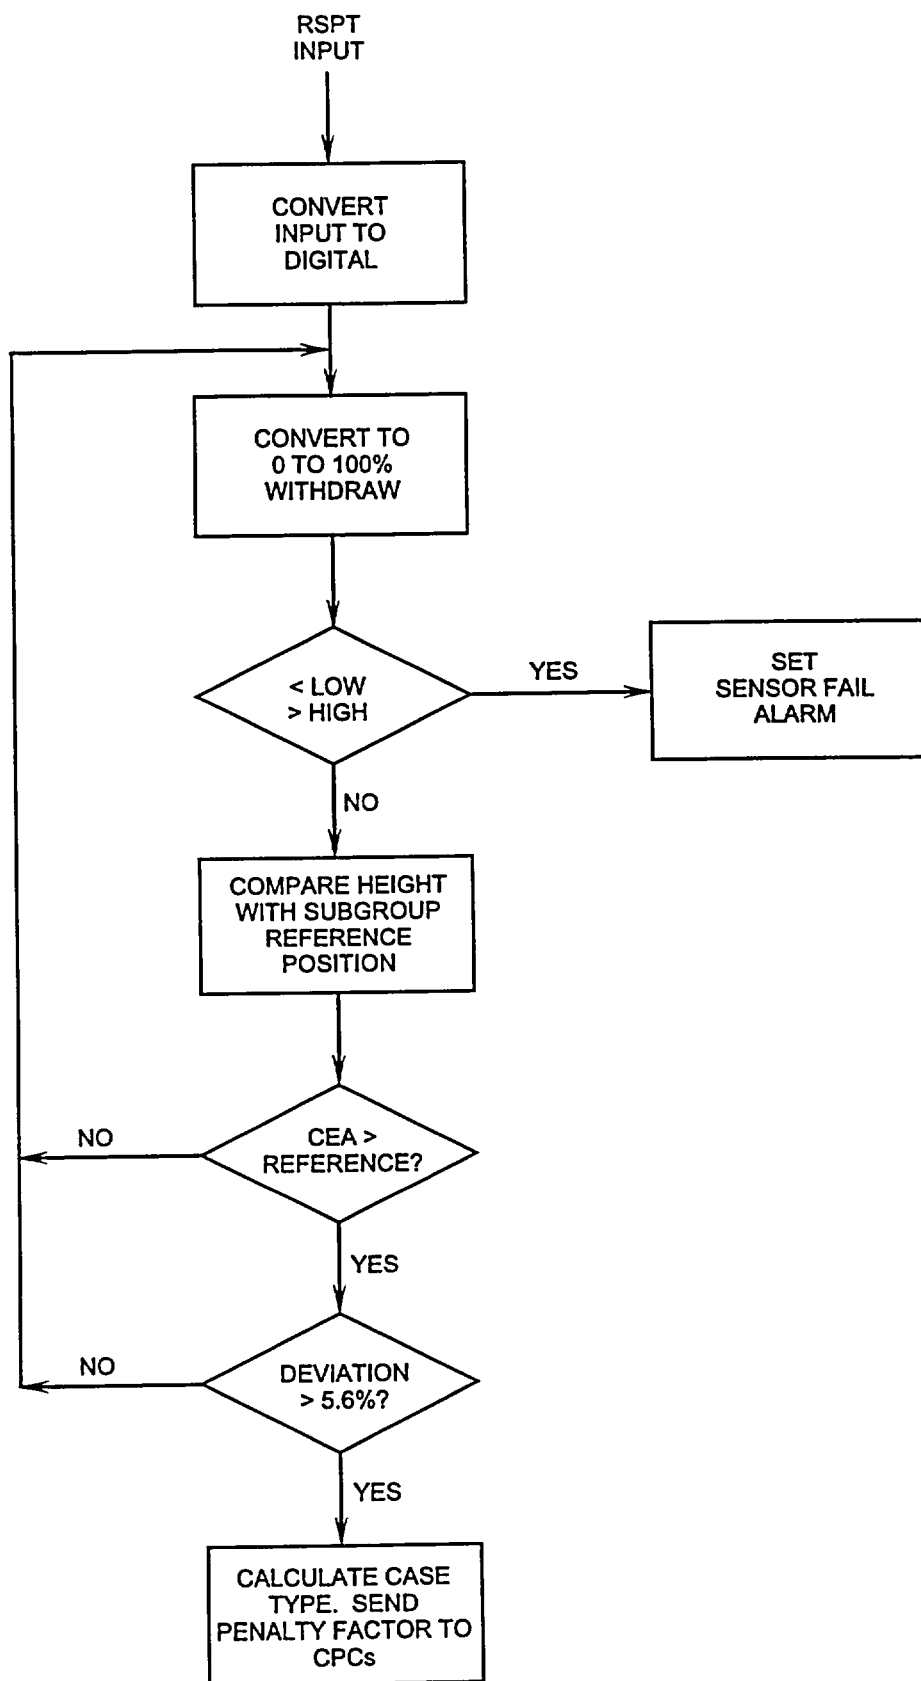 RSPT
INPUT
CONVERT
INPUT TO
DIGITAL
CONVERT TO
0 TO 100%
WITHDRAW
< LOW
> HIGH
YES
SET
SENSOR FAIL
ALARM
NO
COMPARE HEIGHT
WITH SUBGROUP
REFERENCE
POSITION
CEA >
REFERENCE?
NO
YES
DEVIATION
> 5.6%?
NO
YES
CALCULATE CASE
TYPE. SEND
PENALTY FACTOR TO
CPCs